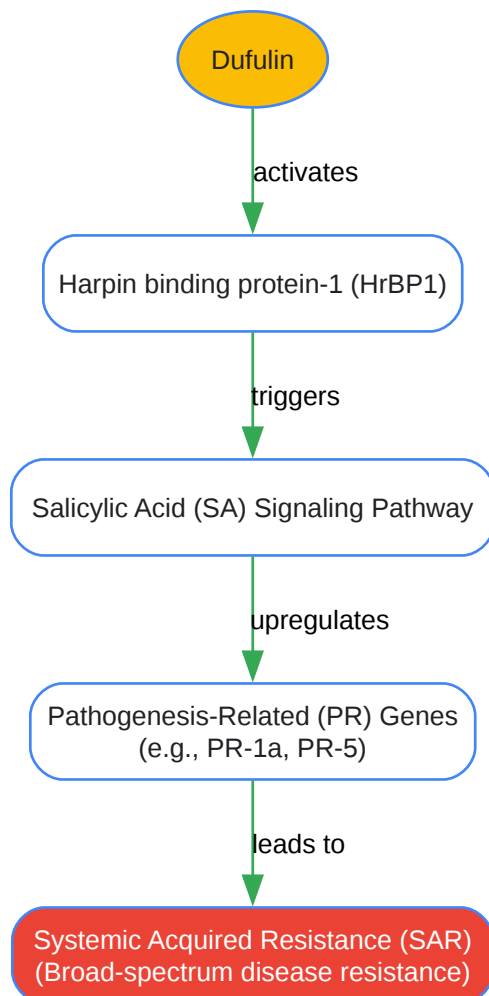 Dufulin
activates
Harpin binding protein-1 (HrBP1)
triggers
Salicylic Acid (SA) Signaling Pathway
upregulates
Pathogenesis-Related (PR) Genes
(e.g., PR-1a, PR-5)
leads to
Systemic Acquired Resistance (SAR)
(Broad-spectrum disease resistance)